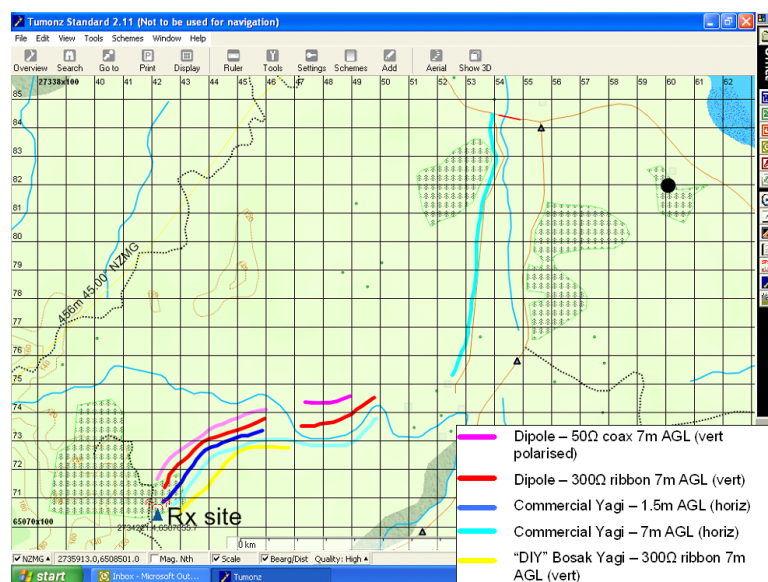 Tumonz Standard 2.11 (Not to be used for navigation)
File Edit View Tools Schemes Window Help
Overview Search Go to Print Display Ruler Tools Settings Schemes Add Aerial Show 3D
27338x100 40 41 42 43 44 45 46 47 48 49 50 51 52 53 54 55 56 57 58 59 60 61 62
85
84
83
82
81
80
79
78
77
76
75
74
73
72
71
65070x100
456m 45.00° NZMG
Rx site
0 km
Dipole – 50Ω coax 7m AGL (vert
polarised)
Dipole – 300Ω ribbon 7m AGL (vert)
Commercial Yagi – 1.5m AGL (horiz)
Commercial Yagi – 7m AGL (horiz)
"DIY" Bosak Yagi – 300Ω ribbon 7m
AGL (vert)
NZMG 2735913.0,6508501.0 Mag. Nth Scale Bearg/Dist Quality: High
start Inbox - Microsoft Out... Tumonz